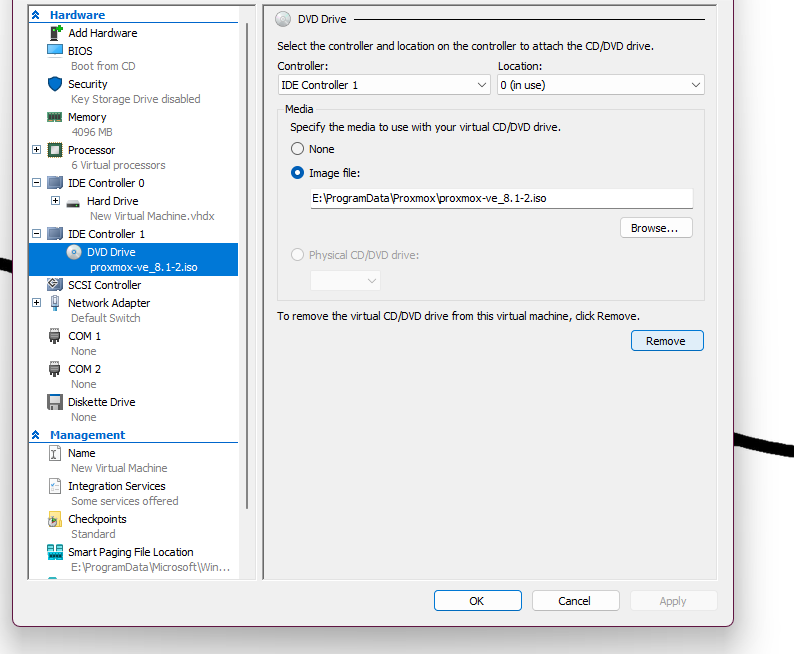 Hardware
Add Hardware
BIOS
Boot from CD
Security
Key Storage Drive disabled
Memory
4096 MB
Processor
6 Virtual processors
IDE Controller 0
Hard Drive
New Virtual Machine.vhdx
IDE Controller 1
DVD Drive
proxmox-ve_8.1-2.iso
SCSI Controller
Network Adapter
Default Switch
COM 1
None
COM 2
None
Diskette Drive
None
Management
Name
New Virtual Machine
Integration Services
Some services offered
Checkpoints
Standard
Smart Paging File Location
E:\ProgramData\Microsoft\Win...
DVD Drive
Select the controller and location on the controller to attach the CD/DVD drive.
Controller: Location:
IDE Controller 1 0 (in use)
Media
Specify the media to use with your virtual CD/DVD drive.
None
Image file:
E:\ProgramData\Proxmox\proxmox-ve_8.1-2.iso
Browse...
Physical CD/DVD drive:
To remove the virtual CD/DVD drive from this virtual machine, click Remove.
Remove
OK Cancel Apply